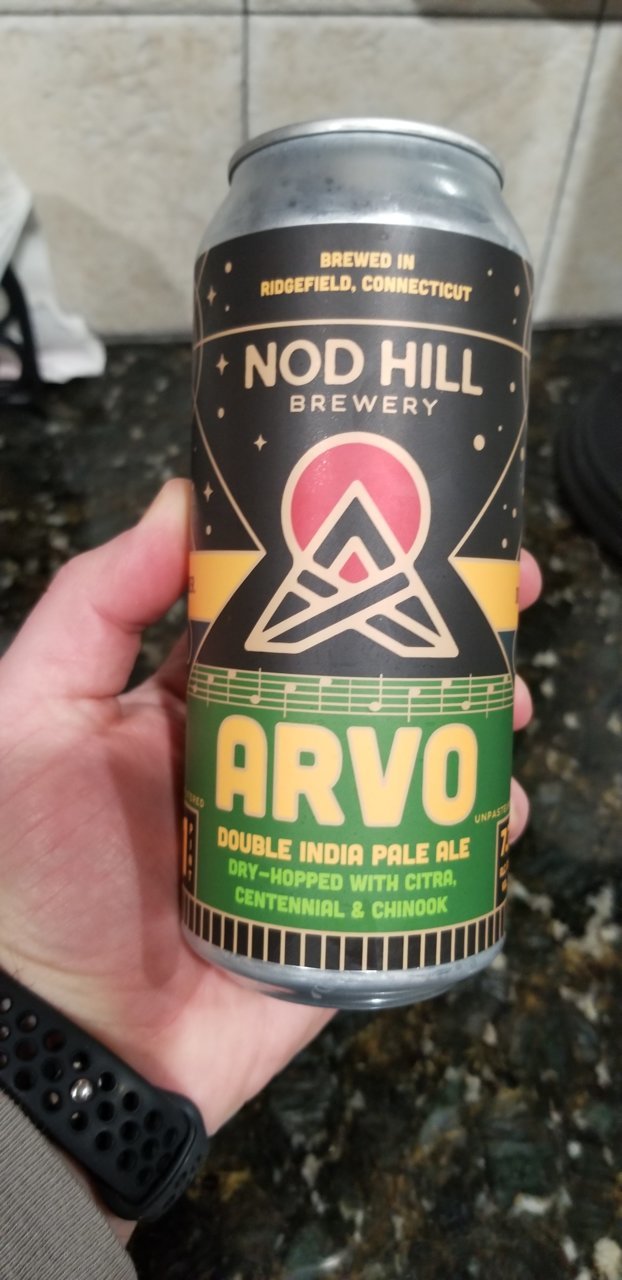 BREWED IN
RIDGEFIELD, CONNECTICUT
NOD HILL
BREWERY
ARVO
DOUBLE INDIA PALE ALE
DRY-HOPPED WITH CITRA,
CENTENNIAL & CHINOOK